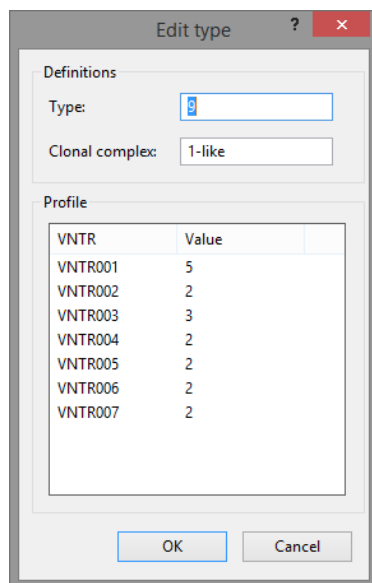 Edit type ? ×
Definitions
Type: 9
Clonal complex: 1-like
Profile
VNTR Value
VNTR001 5
VNTR002 2
VNTR003 3
VNTR004 2
VNTR005 2
VNTR006 2
VNTR007 2
OK Cancel